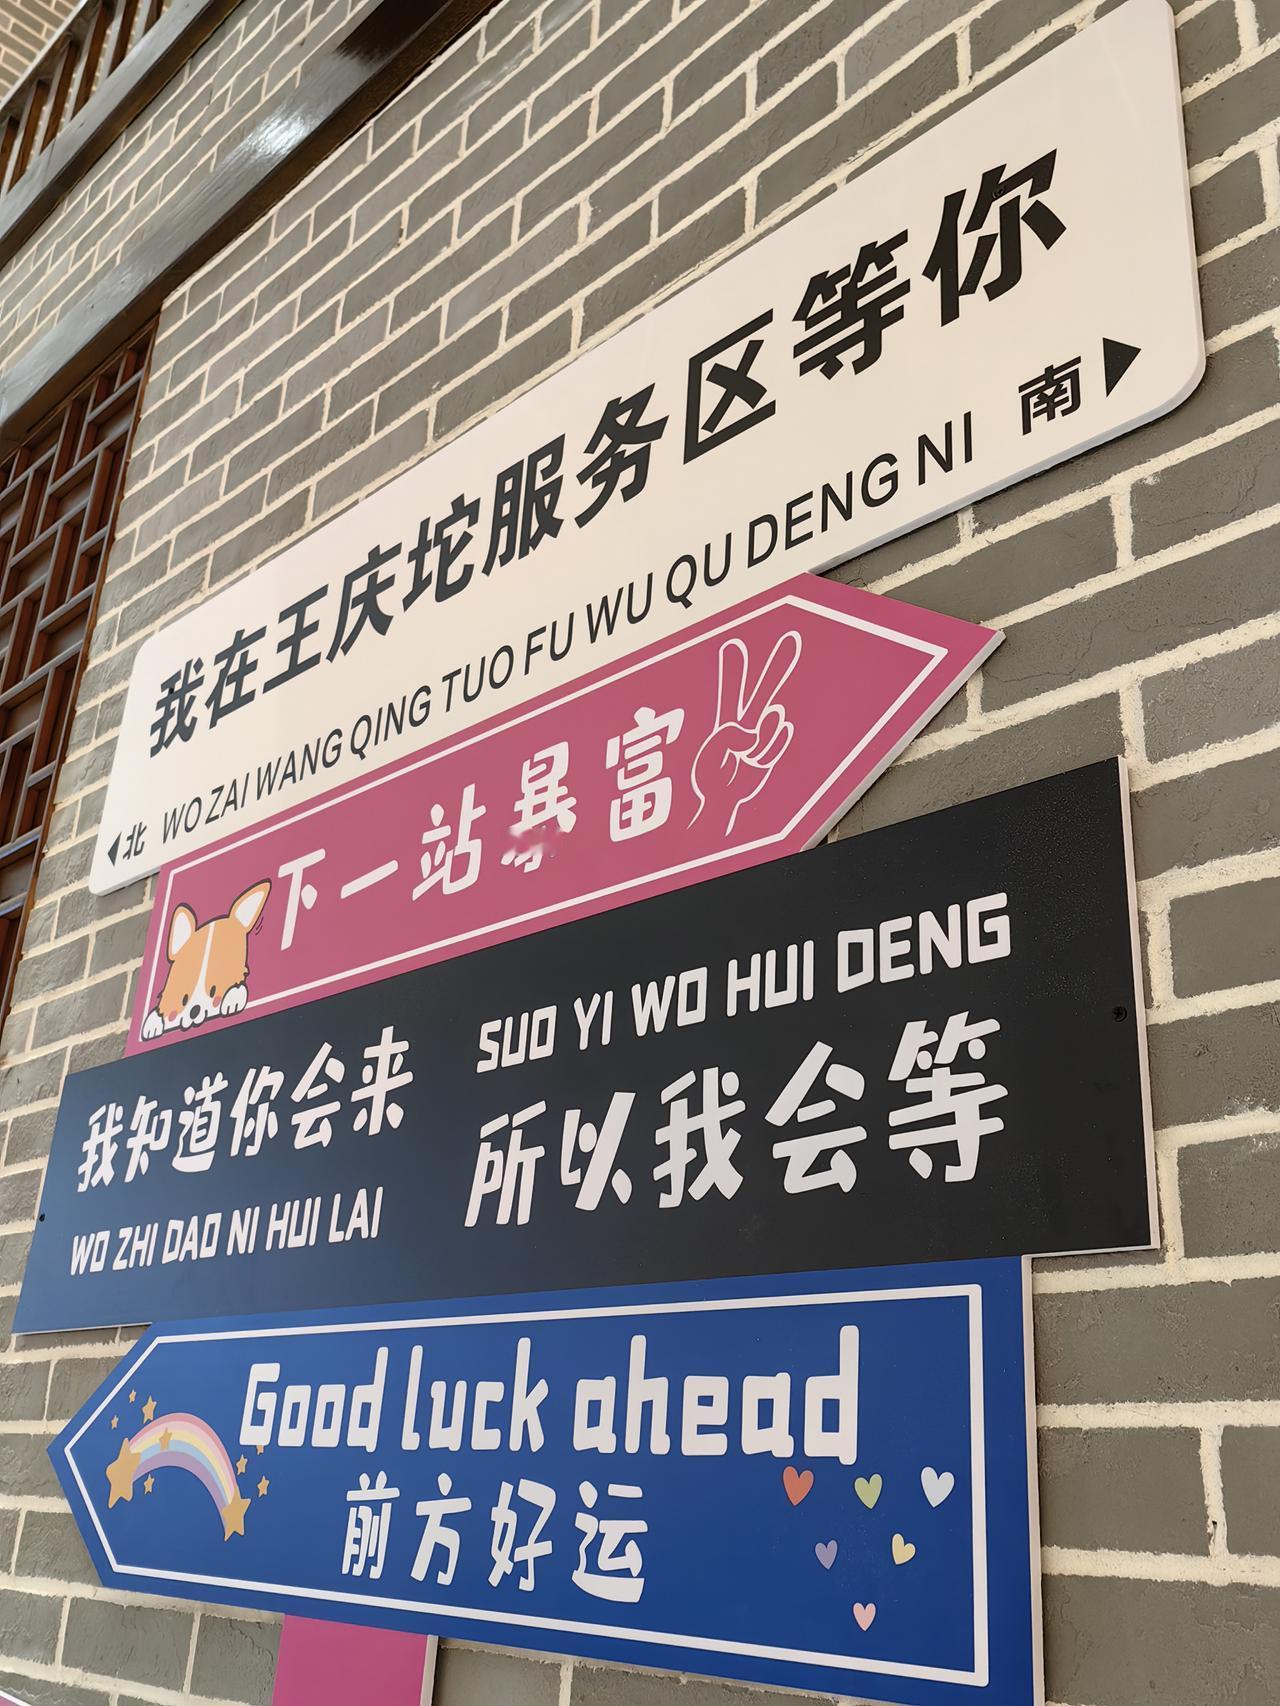 我在王庆坨服务区等你
北 WO ZAI WANG QING TUO FU WU QU DENG NI 南
下一站暴富
我知道你会来
WO ZHI DAO NI HUI LAI
SUO YI WO HUI DENG
所以我会等
Good luck ahead
前方好运